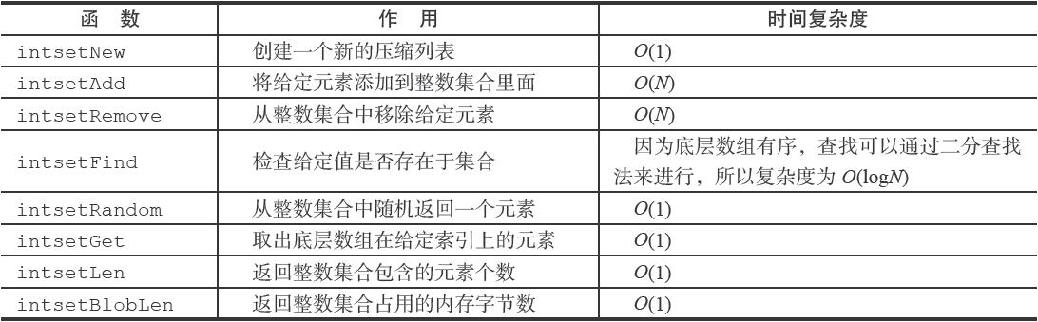 函 数 作 用 时间复杂度
intsetNew 创建一个新的压缩列表 O(1)
intsetAdd 将给定元素添加到整数集合里面 O(N)
intsetRemove 从整数集合中移除给定元素 O(N)
intsetFind 检查给定值是否存在于集合 因为底层数组有序，查找可以通过二分查找
法来进行，所以复杂度为 O(logN)
intsetRandom 从整数集合中随机返回一个元素 O(1)
intsetGet 取出底层数组在给定索引上的元素 O(1)
intsetLen 返回整数集合包含的元素个数 O(1)
intsetBlobLen 返回整数集合占用的内存字节数 O(1)